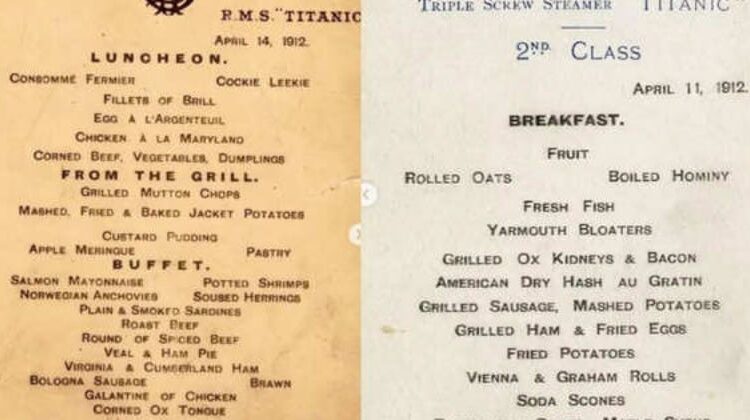 R.M.S. "TITANIC
APRIL 14, 1912.
LUNCHEON.
CONSOMMÉ FERMIER COCKIE LEEKIE
FILLETS OF BRILL
EGG À L'ARGENTEUIL
CHICKEN À LA MARYLAND
CORNED BEEF, VEGETABLES, DUMPLINGS
FROM THE GRILL.
GRILLED MUTTON CHOPS
MASHED, FRIED & BAKED JACKET POTATOES
CUSTARD PUDDING
APPLE MERINGUE PASTRY
BUFFET.
SALMON MAYONNAISE POTTED SHRIMPS
NORWEGIAN ANCHOVIES SOUSED HERRINGS
PLAIN & SMOKED SARDINES
ROAST BEEF
ROUND OF SPICED BEEF
VEAL & HAM PIE
VIRGINIA & CUMBERLAND HAM
BOLOGNA SAUSAGE BRAWN
GALANTINE OF CHICKEN
CORNED OX TONGUE
TRIPLE SCREW STEAMER "TITANIC"
2ND. CLASS
APRIL 11, 1912.
BREAKFAST.
FRUIT
ROLLED OATS BOILED HOMINY
FRESH FISH
YARMOUTH BLOATERS
GRILLED OX KIDNEYS & BACON
AMERICAN DRY HASH AU GRATIN
GRILLED SAUSAGE, MASHED POTATOES
GRILLED HAM & FRIED EGGS
FRIED POTATOES
VIENNA & GRAHAM ROLLS
SODA SCONES